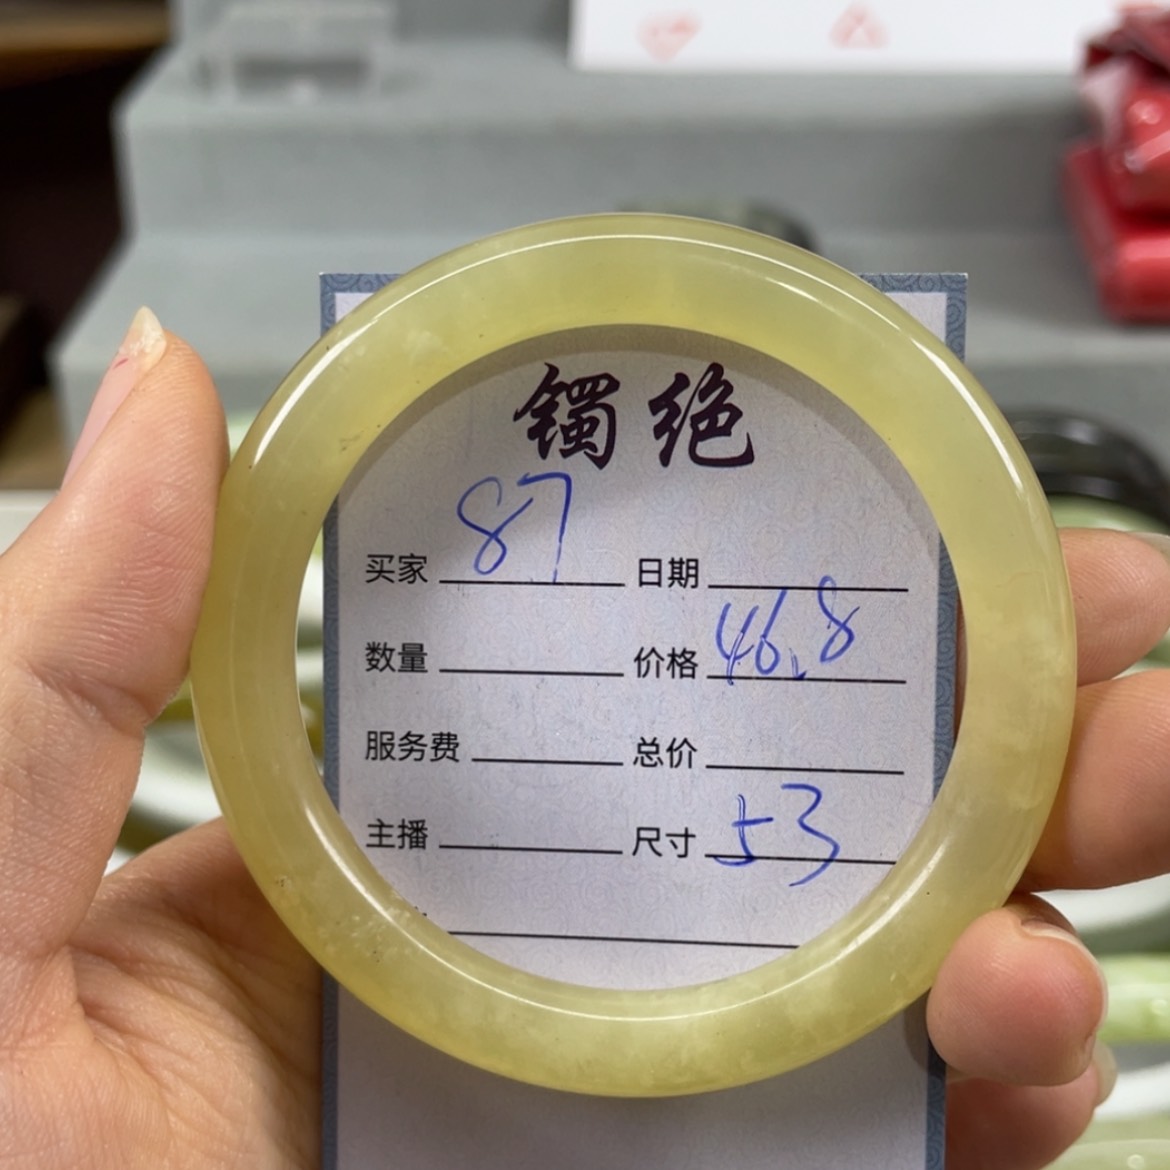 镯绝
买家 87 日期
数量 价格 46.8
服务费 总价
主播 尺寸 53